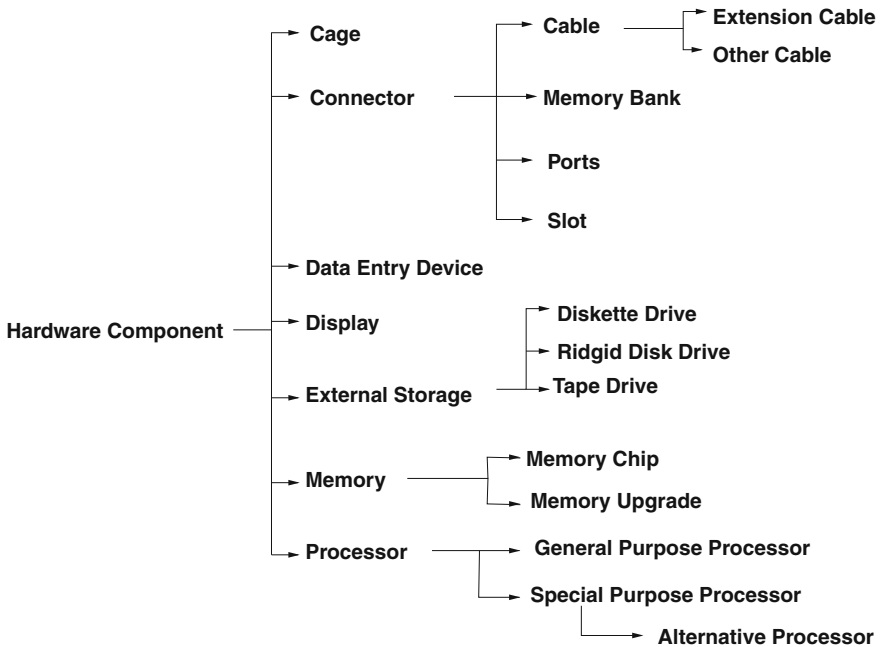 Hardware Component
Cage
Connector
Cable
Extension Cable
Other Cable
Memory Bank
Ports
Slot
Data Entry Device
Display
External Storage
Diskette Drive
Ridgid Disk Drive
Tape Drive
Memory
Memory Chip
Memory Upgrade
Processor
General Purpose Processor
Special Purpose Processor
Alternative Processor